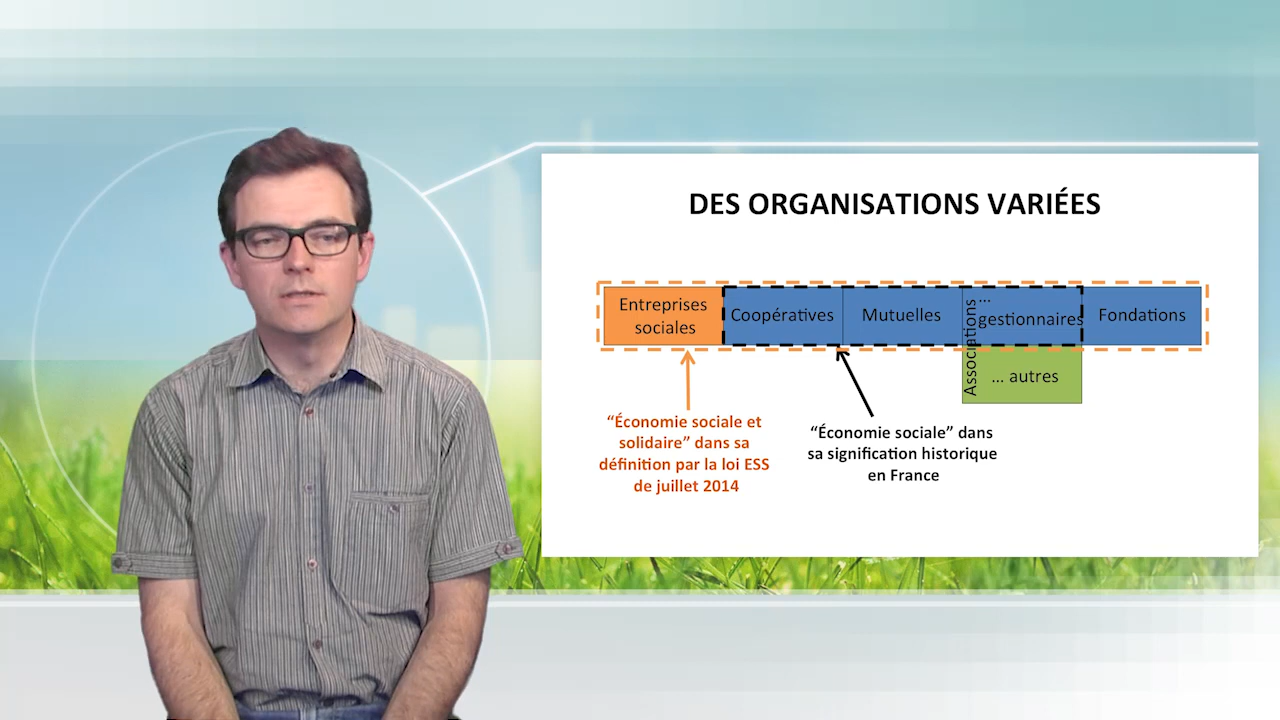 DES ORGANISATIONS VARIÉES
Entreprises
sociales
Coopératives
Mutuelles
Associations
...
gestionnaires
Fondations
... autres
“Économie sociale et
solidaire” dans sa
définition par la loi ESS
de juillet 2014
“Économie sociale” dans
sa signification historique
en France